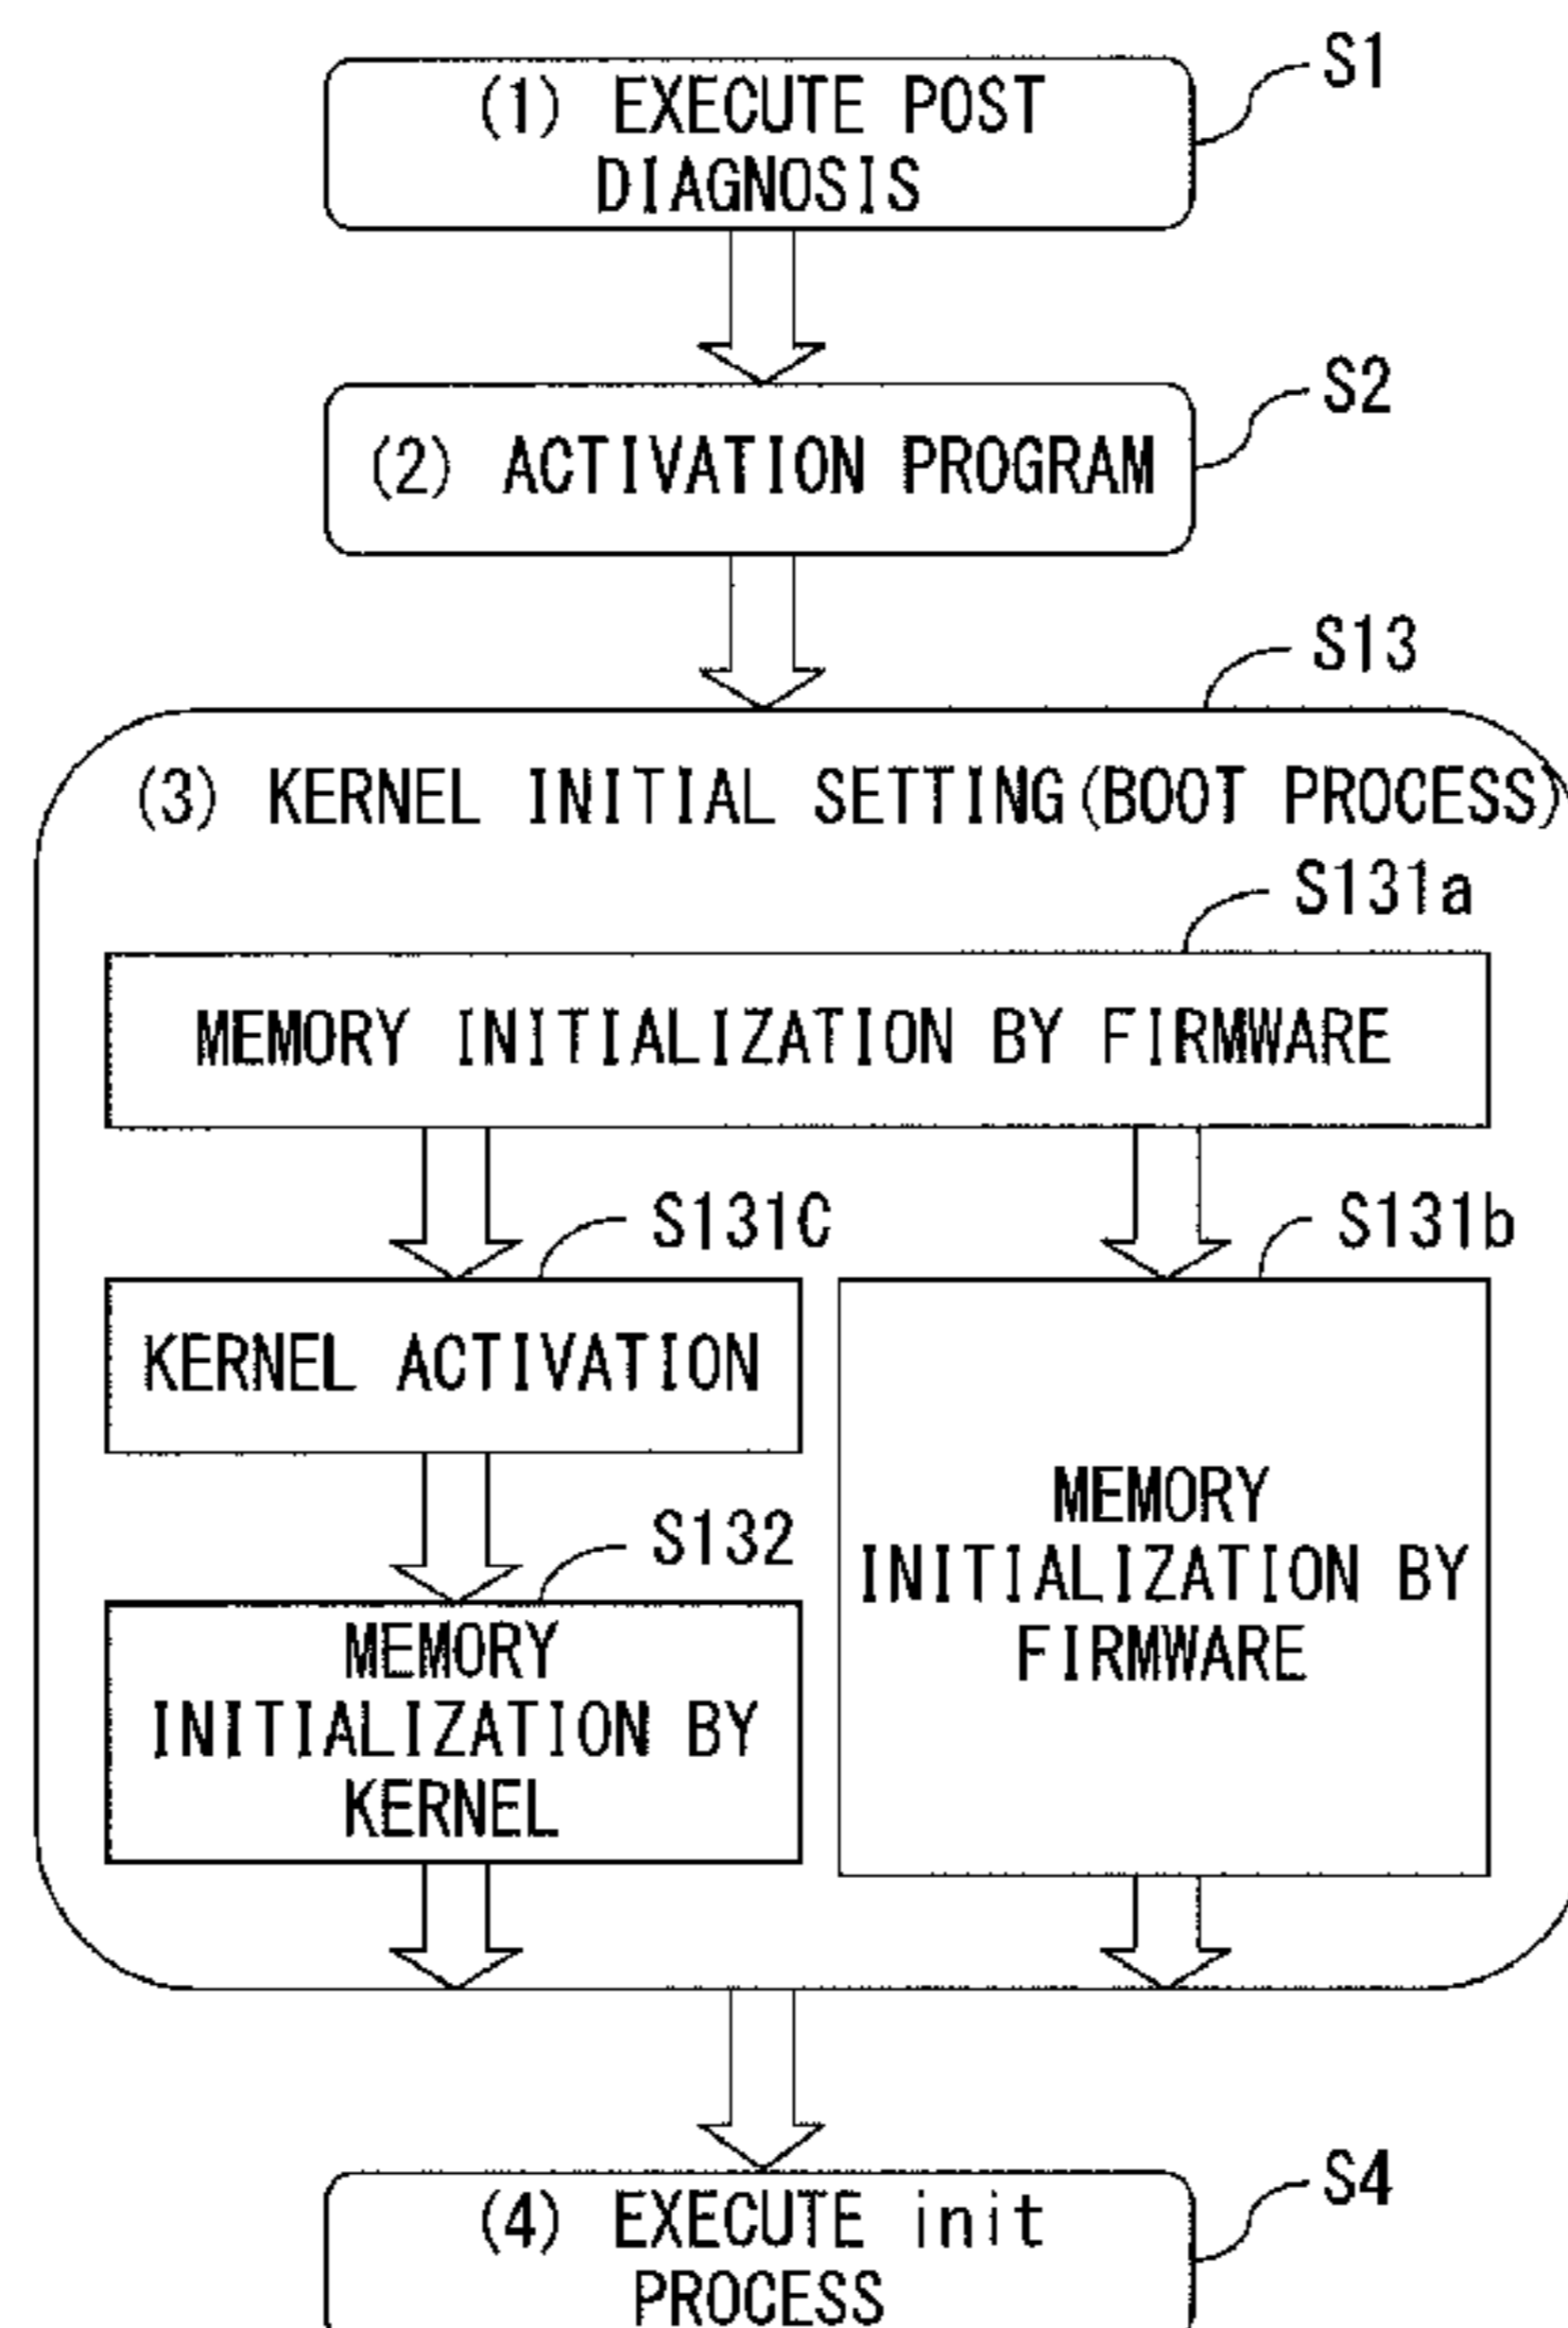 S1
(1) EXECUTE POST
DIAGNOSIS
S2
(2) ACTIVATION PROGRAM
S13
(3) KERNEL INITIAL SETTING(BOOT PROCESS)
S131a
MEMORY INITIALIZATION BY FIRMWARE
S131C
S131b
KERNEL ACTIVATION
S132
MEMORY
INITIALIZATION BY
KERNEL
MEMORY
INITIALIZATION BY
FIRMWARE
S4
(4) EXECUTE init
PROCESS